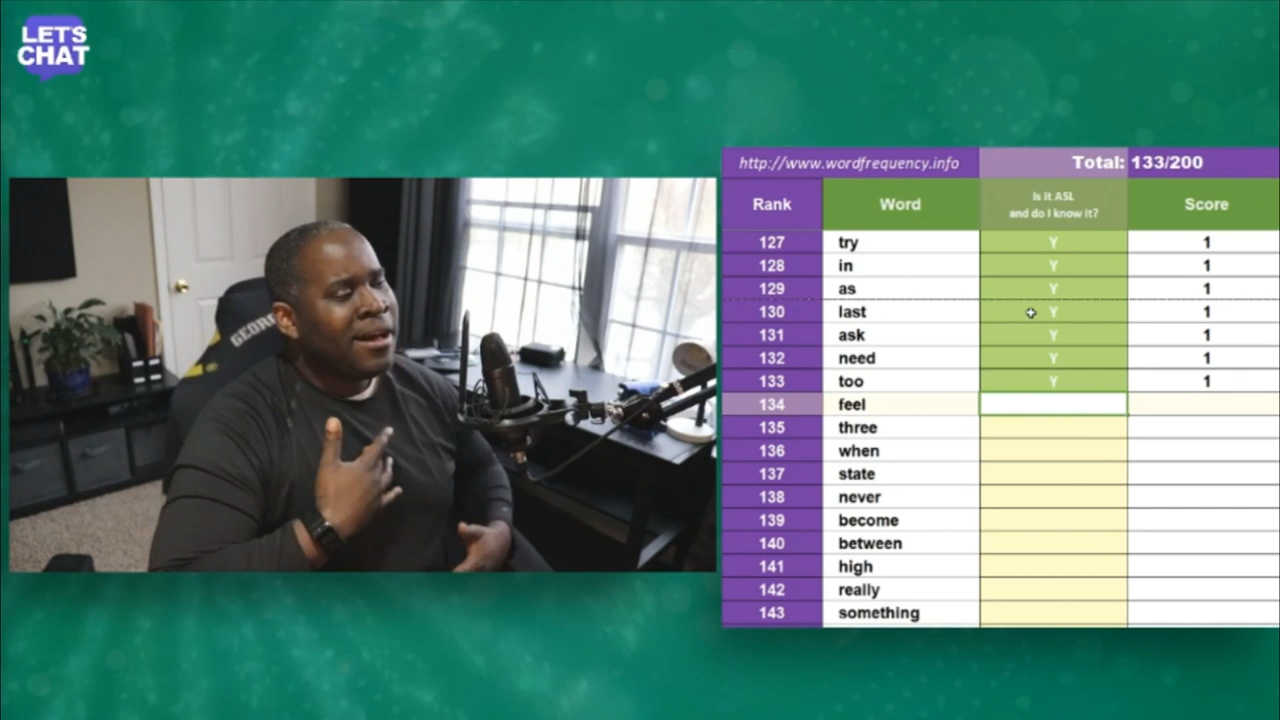 LET'S
CHAT
http://www.wordfrequency.info Total: 133/200
Rank Word Is it ASL and do I know it? Score
127 try Y 1
128 in Y 1
129 as Y 1
130 last Y 1
131 ask Y 1
132 need Y 1
133 too Y 1
134 feel
135 three
136 when
137 state
138 never
139 become
140 between
141 high
142 really
143 something